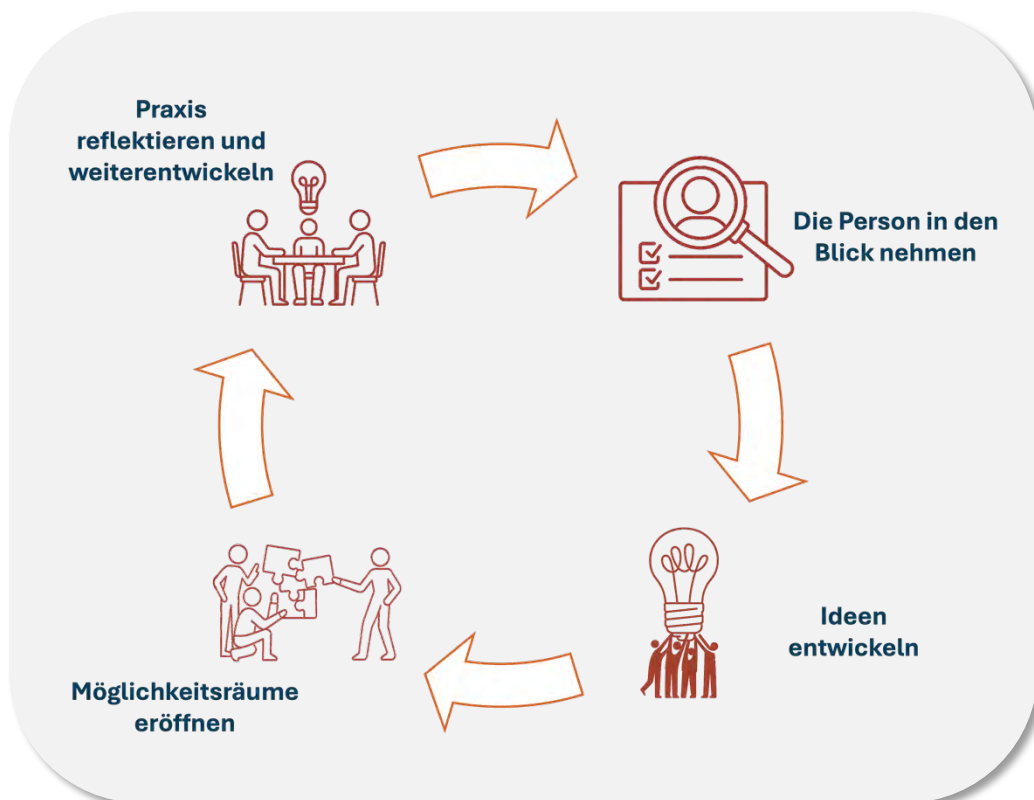 Praxis
reflektieren und
weiterentwickeln
Die Person in den
Blick nehmen
Ideen
entwickeln
Möglichkeitsräume
eröffnen